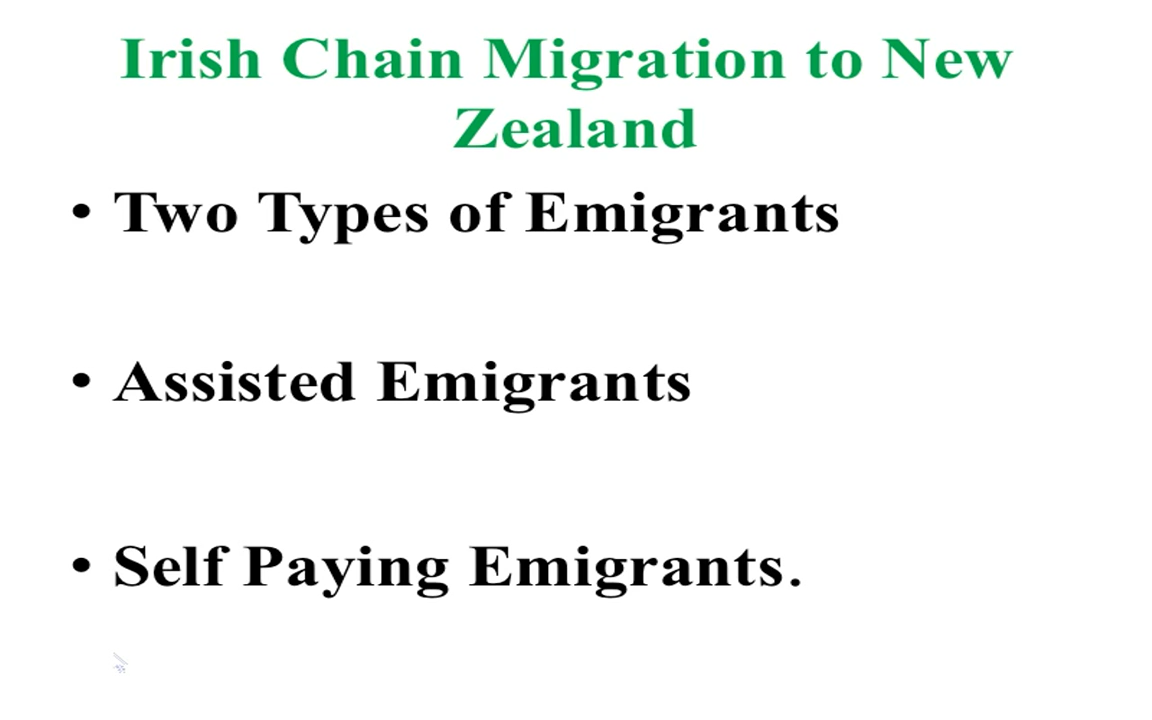 Irish Chain Migration to New
Zealand
• Two Types of Emigrants
• Assisted Emigrants
• Self Paying Emigrants.